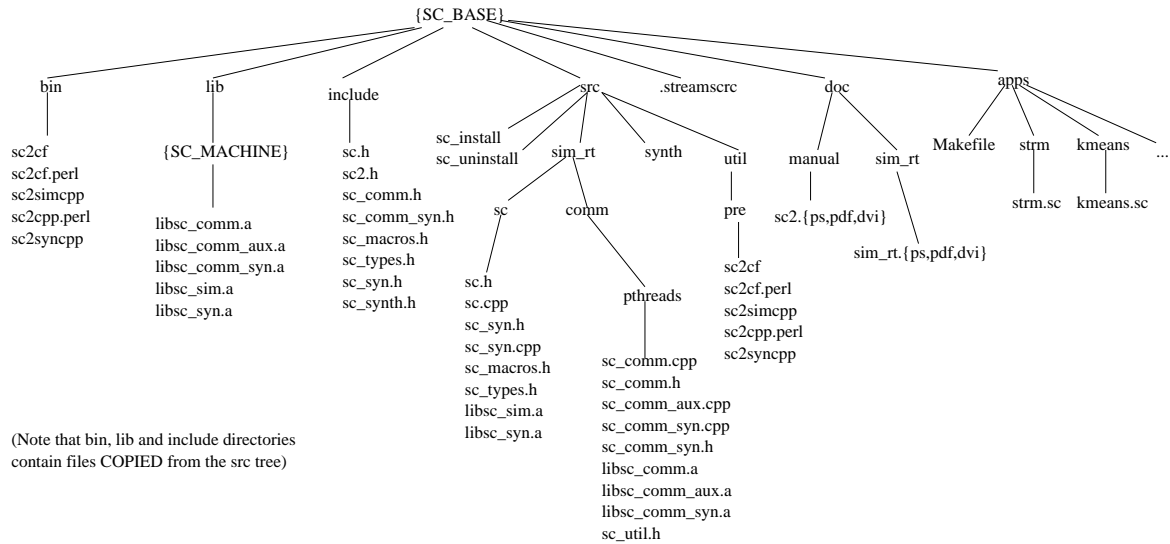 {SC_BASE}
bin
lib
include
src
.streamscrc
doc
apps
sc2cf
sc2cf.perl
sc2simcpp
sc2cpp.perl
sc2syncpp
{SC_MACHINE}
libsc_comm.a
libsc_comm_aux.a
libsc_comm_syn.a
libsc_sim.a
libsc_syn.a
sc.h
sc2.h
sc_comm.h
sc_comm_syn.h
sc_macros.h
sc_types.h
sc_syn.h
sc_synth.h
sc_install
sc_uninstall
sim_rt
synth
util
sc
comm
sc.h
sc.cpp
sc_syn.h
sc_syn.cpp
sc_macros.h
sc_types.h
libsc_sim.a
libsc_syn.a
pthreads
sc_comm.cpp
sc_comm.h
sc_comm_aux.cpp
sc_comm_syn.cpp
sc_comm_syn.h
libsc_comm.a
libsc_comm_aux.a
libsc_comm_syn.a
sc_util.h
pre
sc2cf
sc2cf.perl
sc2simcpp
sc2cpp.perl
sc2syncpp
manual
sim_rt
sc2.{ps,pdf,dvi}
sim_rt.{ps,pdf,dvi}
Makefile
strm
kmeans
...
strm.sc
kmeans.sc
(Note that bin, lib and include directories
contain files COPIED from the src tree)